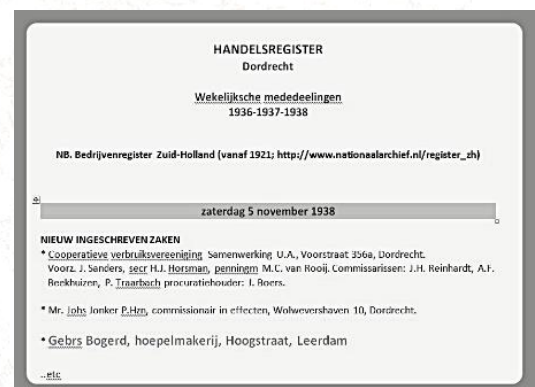 HANDELSREGISTER
Dordrecht
Wekelijksche mededeelingen
1936-1937-1938
NB. Bedrijvenregister Zuid-Holland (vanaf 1921; http://www.nationaalarchief.nl/register_zh)
zaterdag 5 november 1938
NIEUW INGESCHREVEN ZAKEN
* Cooperatieve verbruiksvereeniging Samenwerking U.A., Voorstraat 356a, Dordrecht.
Voorz. J. Sanders, secr H.J. Horsman, penningm M.C. van Rooij. Commissarissen: J.H. Reinhardt, A.F.
Beekhuizen, P. Traarbach procuratiehouder: I. Boers.
* Mr. Johs Jonker P.Hzn, commissionair in effecten, Wolwevershaven 10, Dordrecht.
* Gebrs Bogerd, hoepelmakerij, Hoogstraat, Leerdam
..etc